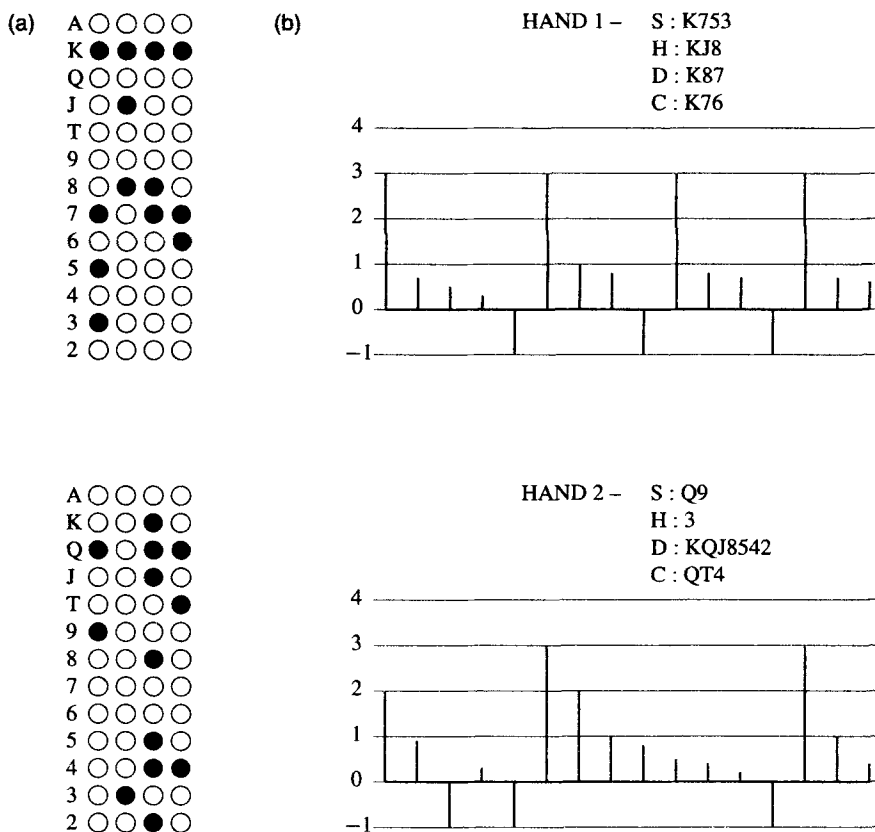 (a)
A
K
Q
J
T
9
8
7
6
5
4
3
2
(b)
HAND 1 – S : K753
H : KJ8
D : K87
C : K76
4
3
2
1
0
−1
A
K
Q
J
T
9
8
7
6
5
4
3
2
HAND 2 – S : Q9
H : 3
D : KQJ8542
C : QT4
4
3
2
1
0
−1